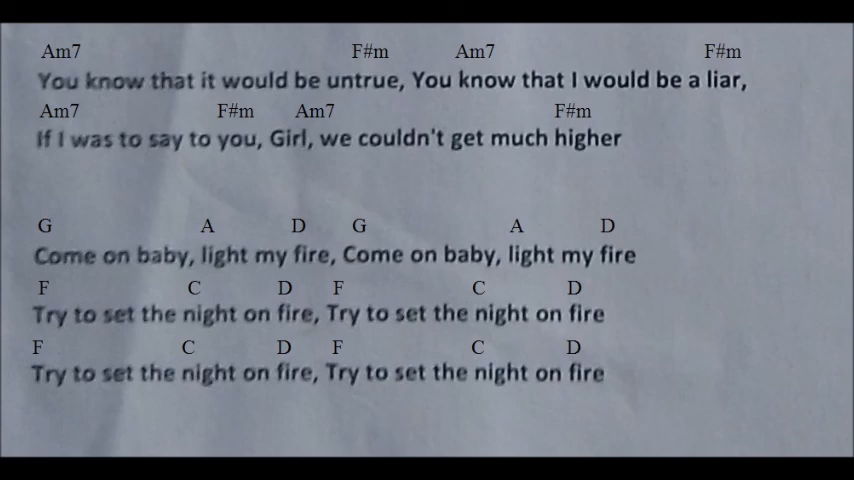 Am7 F#m Am7 F#m
You know that it would be untrue, You know that I would be a liar,
Am7 F#m Am7 F#m
If I was to say to you, Girl, we couldn't get much higher
G A D G A D
Come on baby, light my fire, Come on baby, light my fire
F C D F C D
Try to set the night on fire, Try to set the night on fire
F C D F C D
Try to set the night on fire, Try to set the night on fire